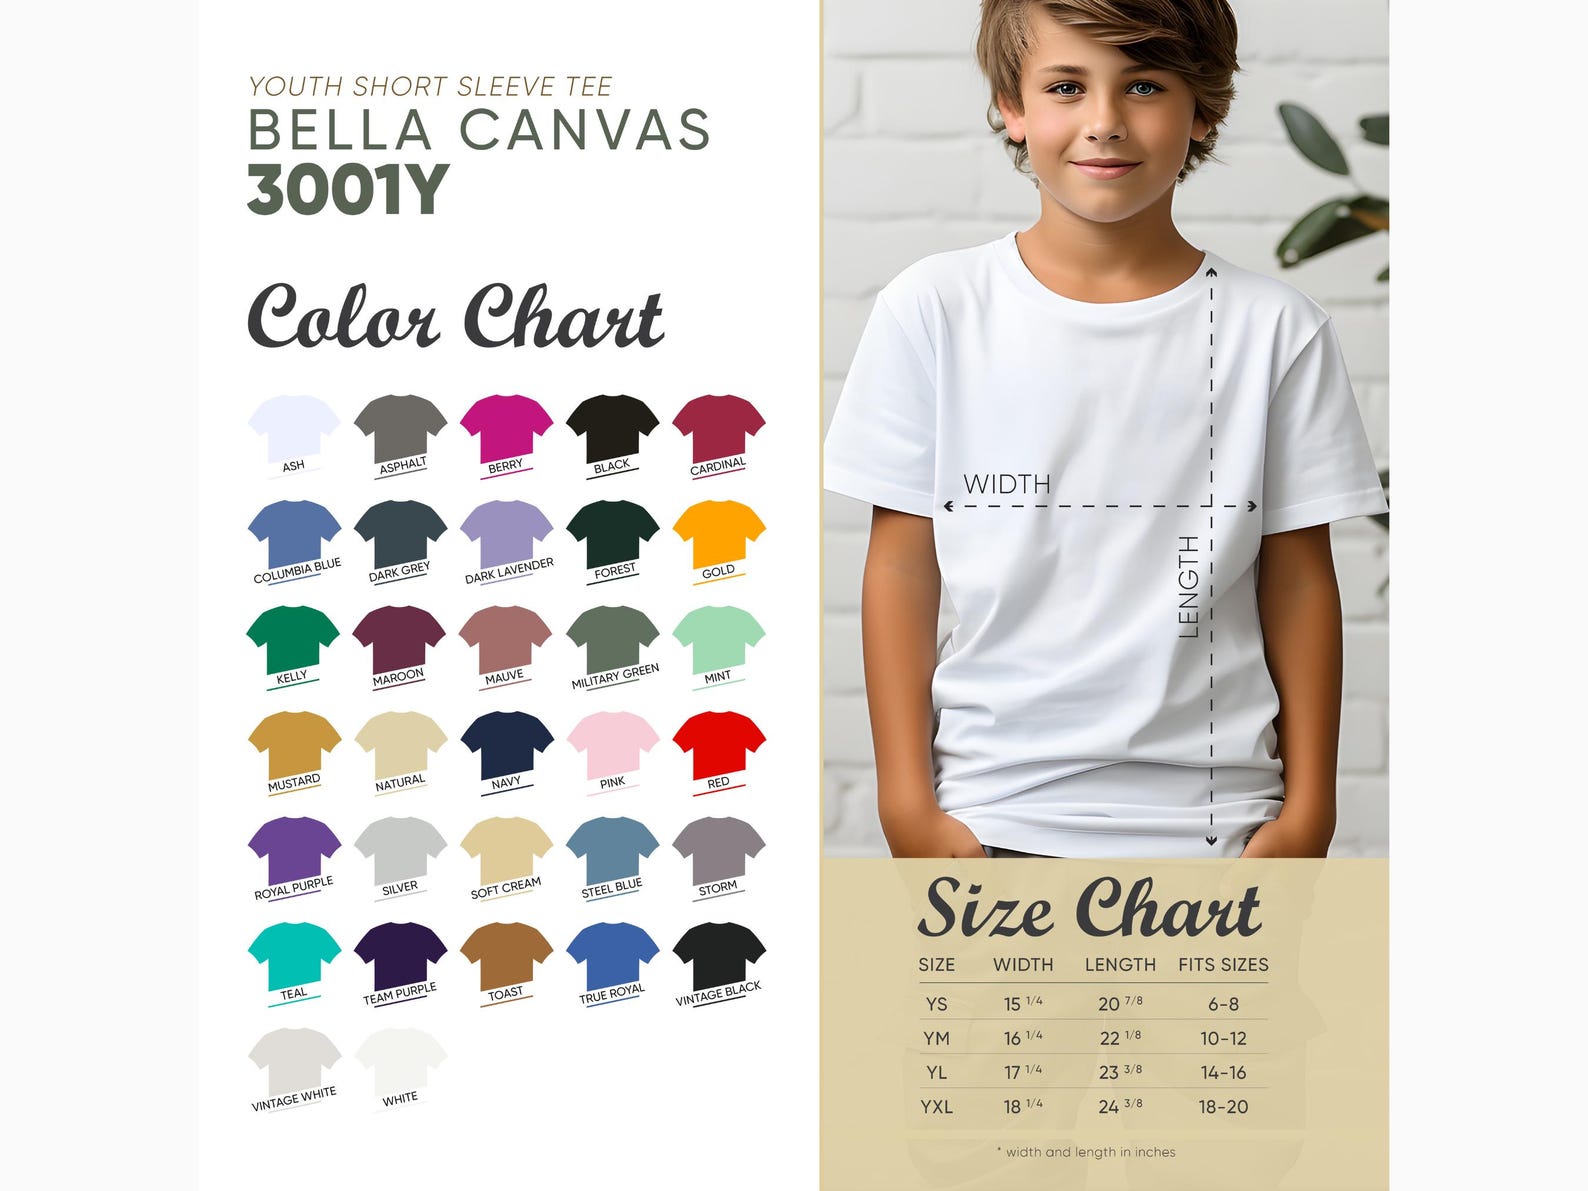 YOUTH SHORT SLEEVE TEE
BELLA CANVAS
3001Y
Color Chart
ASH ASPHALT BERRY BLACK CARDINAL
COLUMBIA BLUE DARK GREY DARK LAVENDER FOREST GOLD
KELLY MAROON MAUVE MILITARY GREEN MINT
MUSTARD NATURAL NAVY PINK RED
ROYAL PURPLE SILVER SOFT CREAM STEEL BLUE STORM
TEAL TEAM PURPLE TOAST TRUE ROYAL VINTAGE BLACK
VINTAGE WHITE WHITE
WIDTH
LENGTH
Size Chart
SIZE WIDTH LENGTH FITS SIZES
YS 15 1/4 20 7/8 6-8
YM 16 1/4 22 1/8 10-12
YL 17 1/4 23 3/8 14-16
YXL 18 1/4 24 3/8 18-20
* width and length in inches